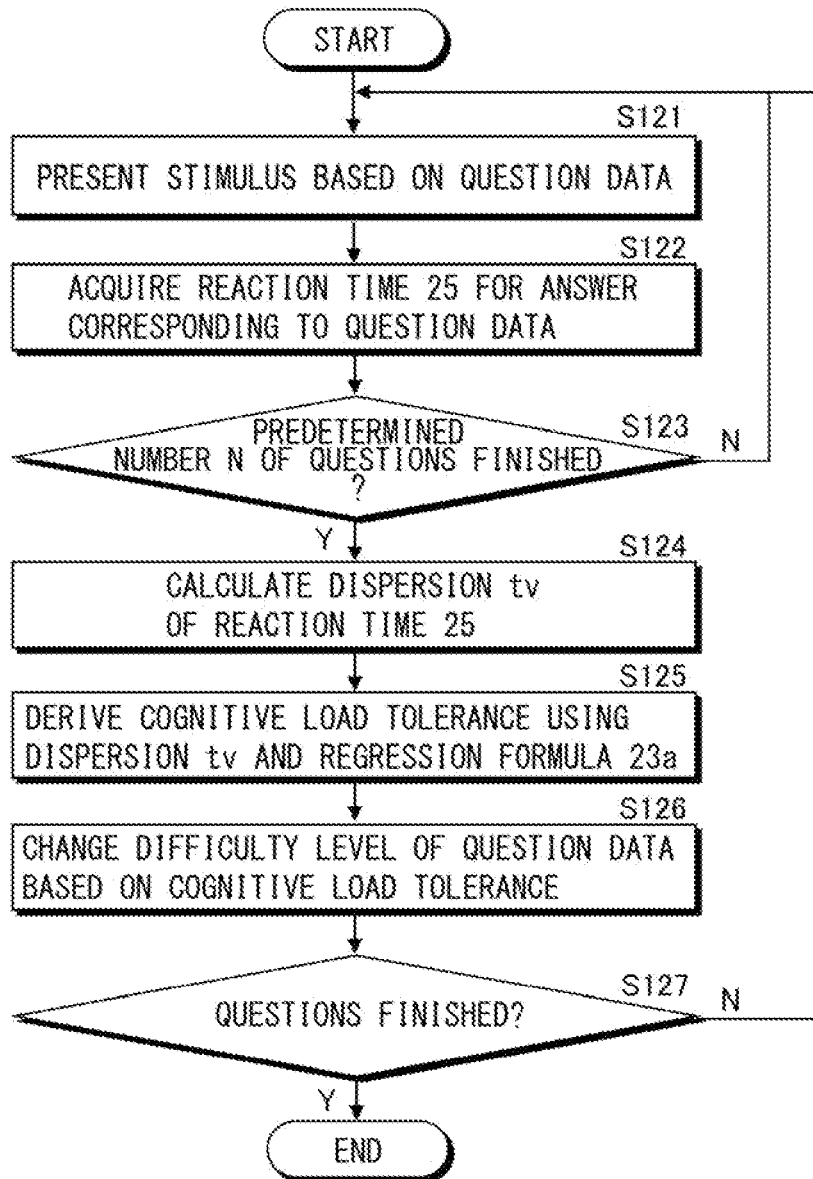 START
S121
PRESENT STIMULUS BASED ON QUESTION DATA
S122
ACQUIRE REACTION TIME 25 FOR ANSWER
CORRESPONDING TO QUESTION DATA
S123
PREDETERMINED
NUMBER N OF QUESTIONS FINISHED
?
N
Y
S124
CALCULATE DISPERSION tv
OF REACTION TIME 25
S125
DERIVE COGNITIVE LOAD TOLERANCE USING
DISPERSION tv AND REGRESSION FORMULA 23a
S126
CHANGE DIFFICULTY LEVEL OF QUESTION DATA
BASED ON COGNITIVE LOAD TOLERANCE
S127
QUESTIONS FINISHED?
N
Y
END